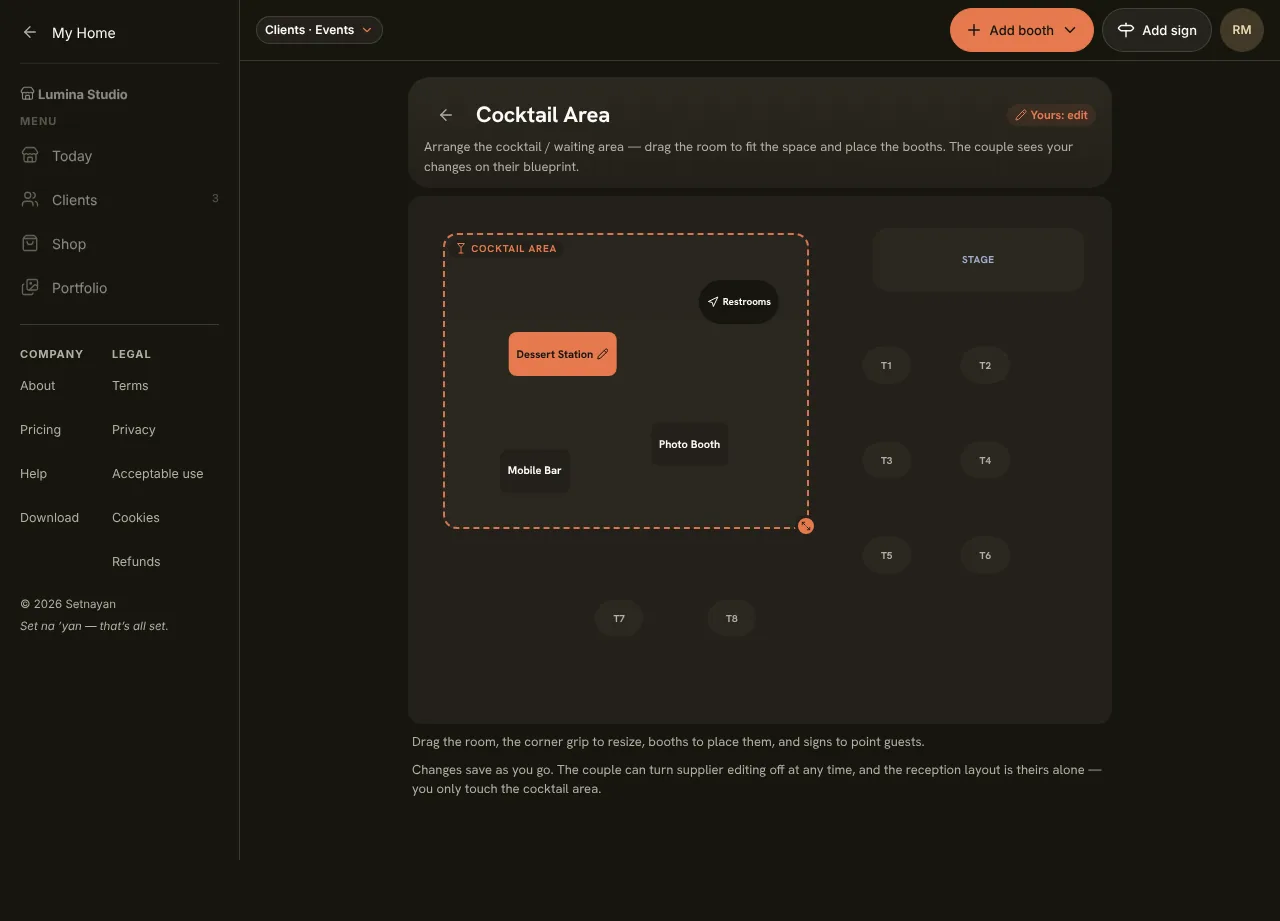 My Home
Lumina Studio
MENU
Today
Clients 3
Shop
Portfolio
COMPANY
About
Pricing
Help
Download
LEGAL
Terms
Privacy
Acceptable use
Cookies
Refunds
© 2026 Setnayan
Set na 'yan — that's all set.
Clients · Events
Add booth
Add sign
RM
Cocktail Area
Yours: edit
Arrange the cocktail / waiting area — drag the room to fit the space and place the booths. The couple sees your
changes on their blueprint.
COCKTAIL AREA
STAGE
Restrooms
Dessert Station
Photo Booth
Mobile Bar
T1
T2
T3
T4
T5
T6
T7
T8
Drag the room, the corner grip to resize, booths to place them, and signs to point guests.
Changes save as you go. The couple can turn supplier editing off at any time, and the reception layout is theirs alone —
you only touch the cocktail area.